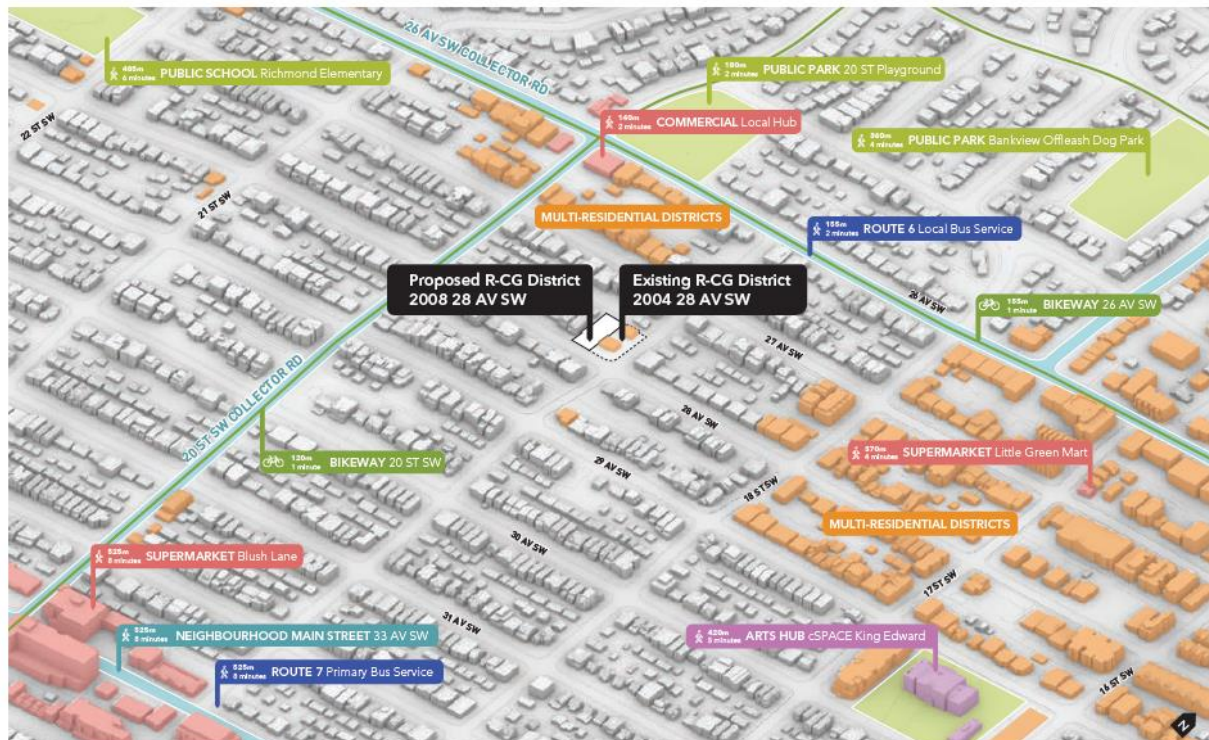 26 AV SW COLLECTOR RD
485m
6 minutes
PUBLIC SCHOOL Richmond Elementary
190m
2 minutes
PUBLIC PARK 20 ST Playground
140m
2 minutes
COMMERCIAL Local Hub
360m
4 minutes
PUBLIC PARK Bankview Offleash Dog Park
22 ST SW
21 ST SW
MULTI-RESIDENTIAL DISTRICTS
155m
2 minutes
ROUTE 6 Local Bus Service
Proposed R-CG District
2008 28 AV SW
Existing R-CG District
2004 28 AV SW
26 AV SW
155m
1 minute
BIKEWAY 26 AV SW
27 AV SW
20 ST SW COLLECTOR RD
28 AV SW
120m
1 minute
BIKEWAY 20 ST SW
29 AV SW
370m
4 minutes
SUPERMARKET Little Green Mart
18 ST SW
MULTI-RESIDENTIAL DISTRICTS
30 AV SW
525m
8 minutes
SUPERMARKET Blush Lane
17 ST SW
31 AV SW
525m
8 minutes
NEIGHBOURHOOD MAIN STREET 33 AV SW
420m
5 minutes
ARTS HUB cSPACE King Edward
525m
8 minutes
ROUTE 7 Primary Bus Service
16 ST SW
N